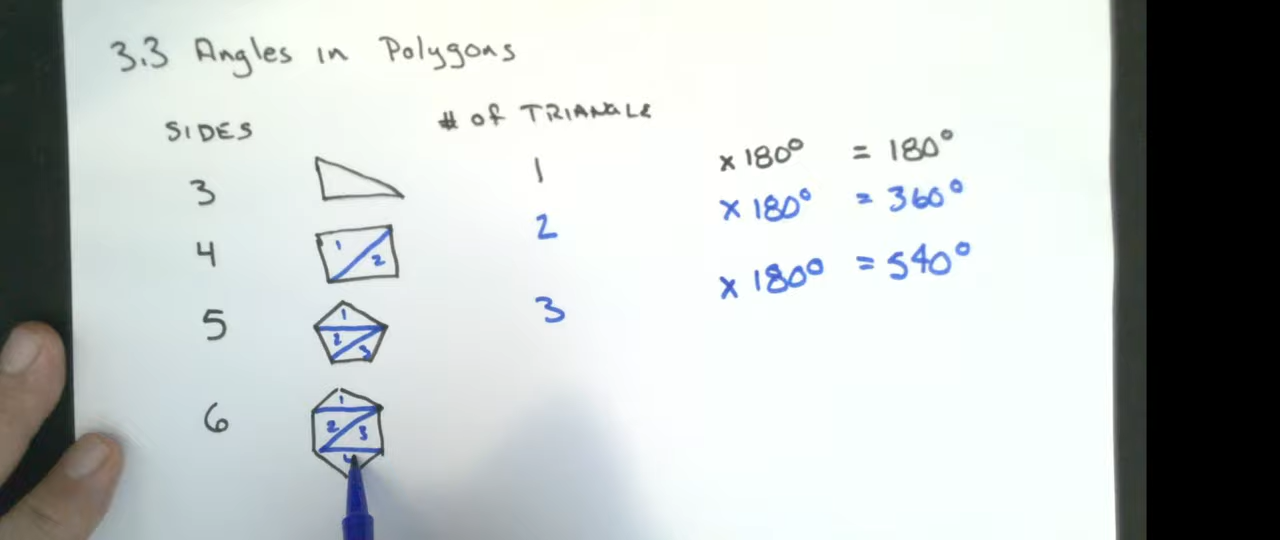 3.3 Angles in Polygons
SIDES # of TRIANGLE
3 1 × 180° = 180°
4 1 2 2 × 180° = 360°
5 1 2 3 3 × 180° = 540°
6 1 2 3 4